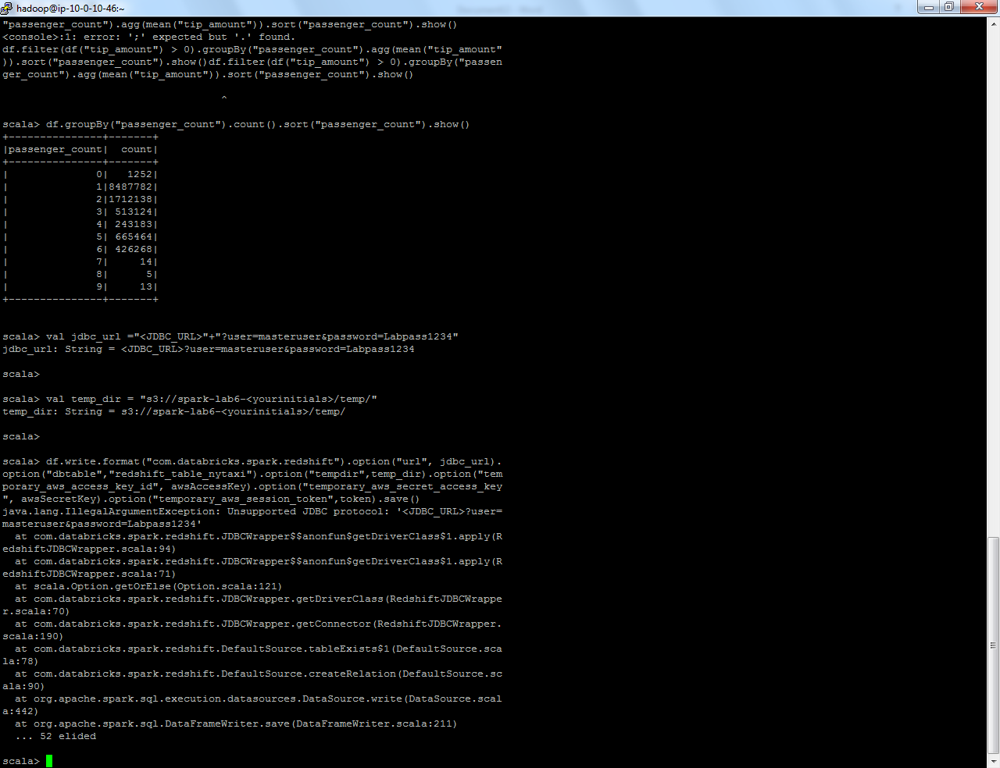 hadoop@ip-10-0-10-46:~
"passenger_count").agg(mean("tip_amount")).sort("passenger_count").show()
<console>:1: error: ';' expected but '.' found.
df.filter(df("tip_amount") > 0).groupBy("passenger_count").agg(mean("tip_amount"
)).sort("passenger_count").show()df.filter(df("tip_amount") > 0).groupBy("passen
ger_count").agg(mean("tip_amount")).sort("passenger_count").show()
^
scala> df.groupBy("passenger_count").count().sort("passenger_count").show()
+---------------+-------+
|passenger_count|  count|
+---------------+-------+
|              0|   1252|
|              1|8487782|
|              2|1712138|
|              3| 513124|
|              4| 243183|
|              5| 665464|
|              6| 426268|
|              7|     14|
|              8|      5|
|              9|     13|
+---------------+-------+
scala> val jdbc_url ="<JDBC_URL>"+"?user=masteruser&password=Labpass1234"
jdbc_url: String = <JDBC_URL>?user=masteruser&password=Labpass1234
scala>
scala> val temp_dir = "s3://spark-lab6-<yourinitials>/temp/"
temp_dir: String = s3://spark-lab6-<yourinitials>/temp/
scala>
scala> df.write.format("com.databricks.spark.redshift").option("url", jdbc_url).
option("dbtable","redshift_table_nytaxi").option("tempdir",temp_dir).option("tem
porary_aws_access_key_id", awsAccessKey).option("temporary_aws_secret_access_key
", awsSecretKey).option("temporary_aws_session_token",token).save()
java.lang.IllegalArgumentException: Unsupported JDBC protocol: '<JDBC_URL>?user=
masteruser&password=Labpass1234'
  at com.databricks.spark.redshift.JDBCWrapper$$anonfun$getDriverClass$1.apply(R
edshiftJDBCWrapper.scala:94)
  at com.databricks.spark.redshift.JDBCWrapper$$anonfun$getDriverClass$1.apply(R
edshiftJDBCWrapper.scala:71)
  at scala.Option.getOrElse(Option.scala:121)
  at com.databricks.spark.redshift.JDBCWrapper.getDriverClass(RedshiftJDBCWrappe
r.scala:70)
  at com.databricks.spark.redshift.JDBCWrapper.getConnector(RedshiftJDBCWrapper.
scala:190)
  at com.databricks.spark.redshift.DefaultSource.tableExists$1(DefaultSource.sca
la:78)
  at com.databricks.spark.redshift.DefaultSource.createRelation(DefaultSource.sc
ala:90)
  at org.apache.spark.sql.execution.datasources.DataSource.write(DataSource.scal
a:442)
  at org.apache.spark.sql.DataFrameWriter.save(DataFrameWriter.scala:211)
  ... 52 elided
scala>